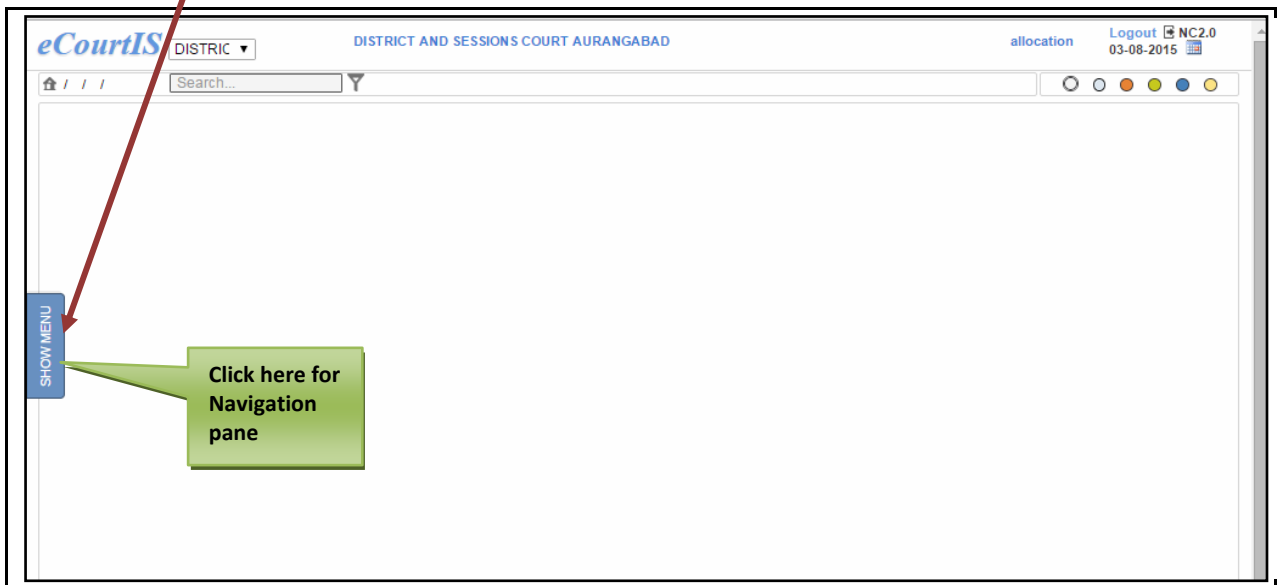 eCourtIS DISTRIC DISTRICT AND SESSIONS COURT AURANGABAD allocation Logout NC2.0
03-08-2015
/ / / Search...
SHOW MENU
Click here for
Navigation
pane